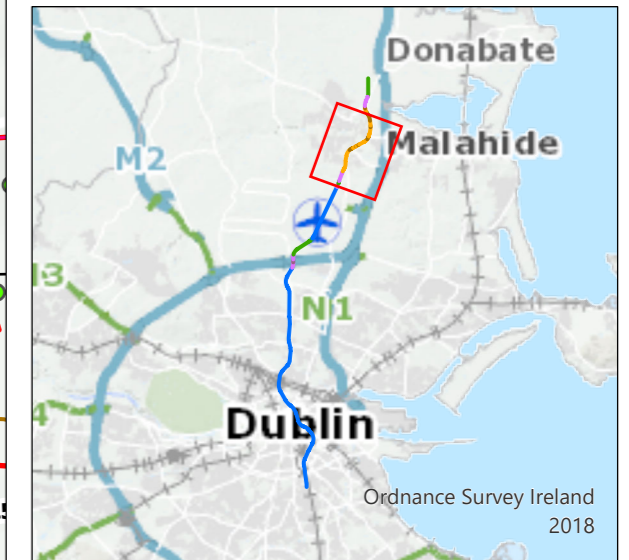 Donabate
Malahide
M2
N1
Dublin
Ordnance Survey Ireland
2018